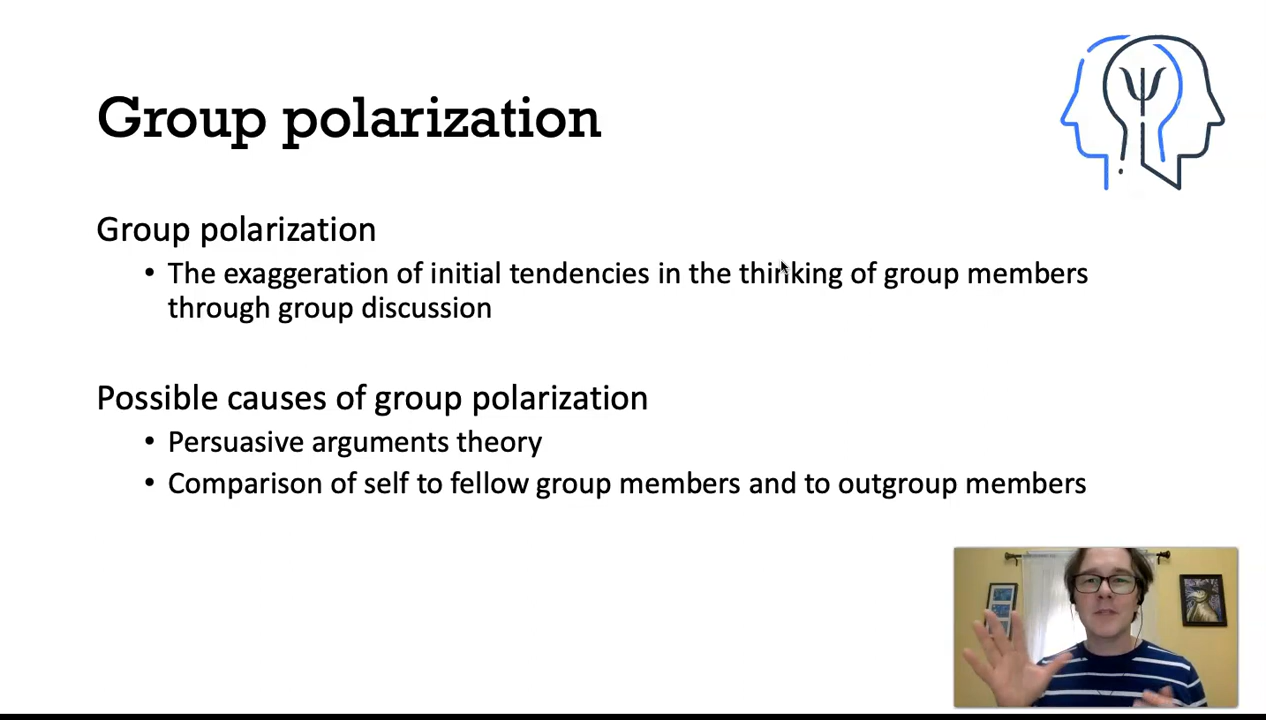 Group polarization
Group polarization
• The exaggeration of initial tendencies in the thinking of group members
through group discussion
Possible causes of group polarization
• Persuasive arguments theory
• Comparison of self to fellow group members and to outgroup members